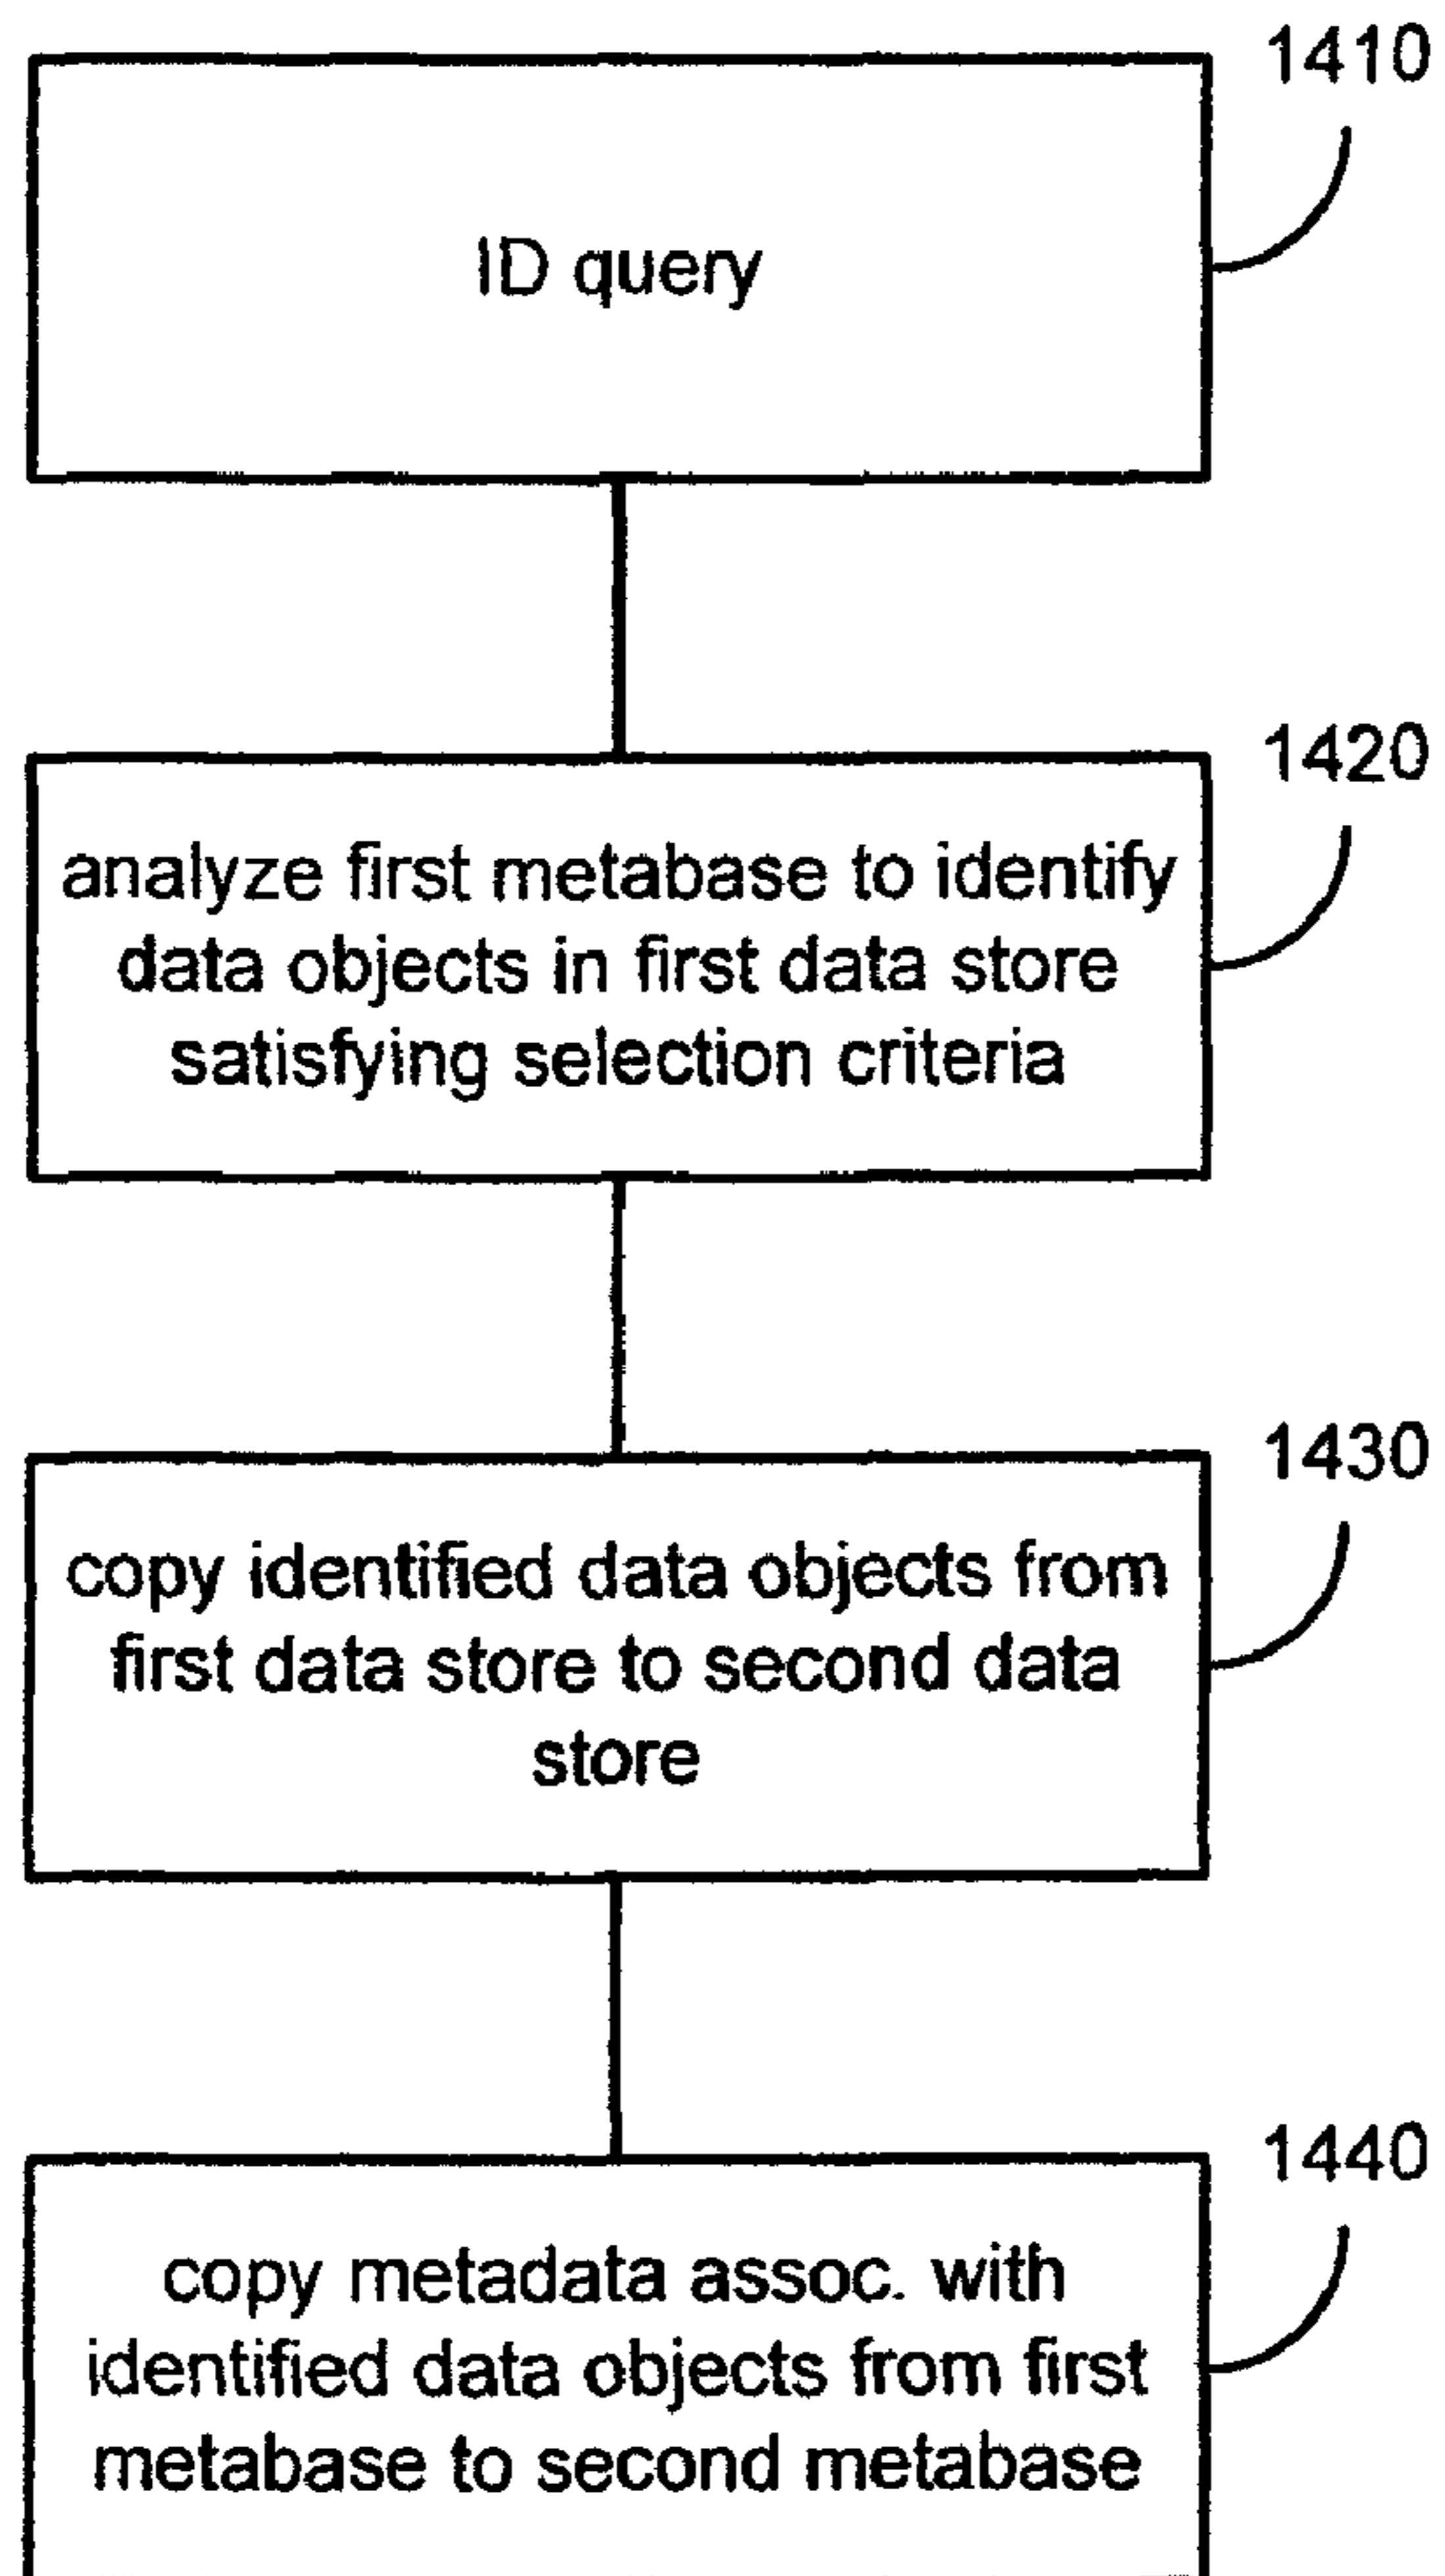 1410
ID query
1420
analyze first metabase to identify
data objects in first data store
satisfying selection criteria
1430
copy identified data objects from
first data store to second data
store
1440
copy metadata assoc. with
identified data objects from first
metabase to second metabase